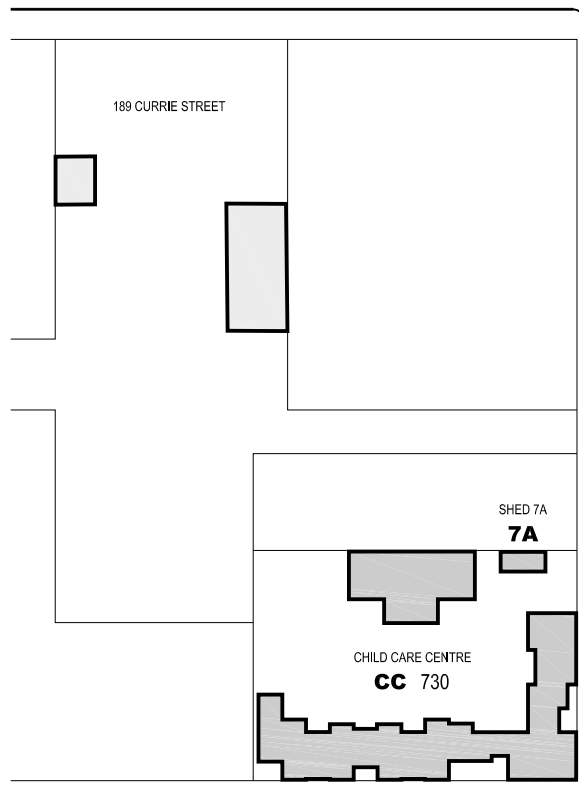 189 CURRIE STREET
SHED 7A
7A
CHILD CARE CENTRE
CC 730